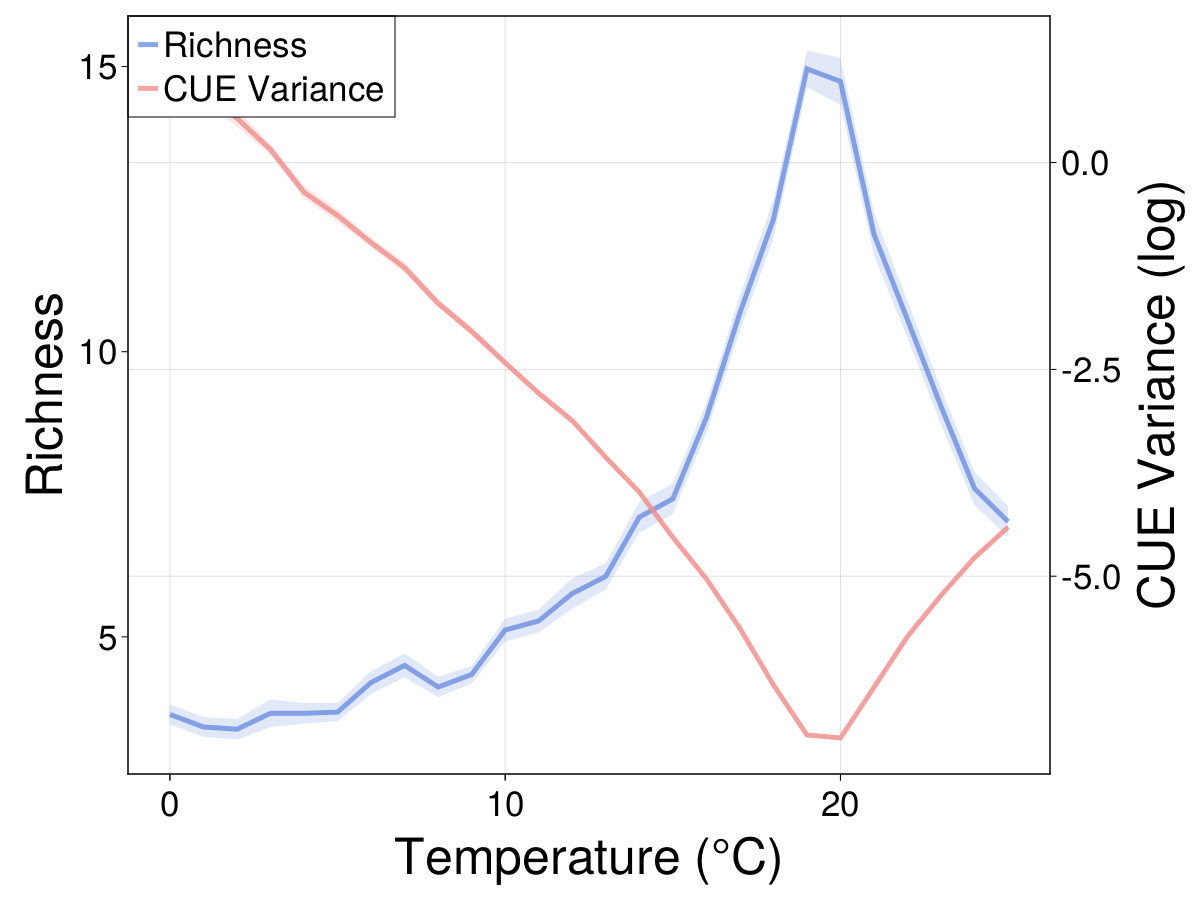 Richness
CUE Variance
15
10
5
Richness
0.0
-2.5
-5.0
CUE Variance (log)
0
10
20
Temperature (°C)